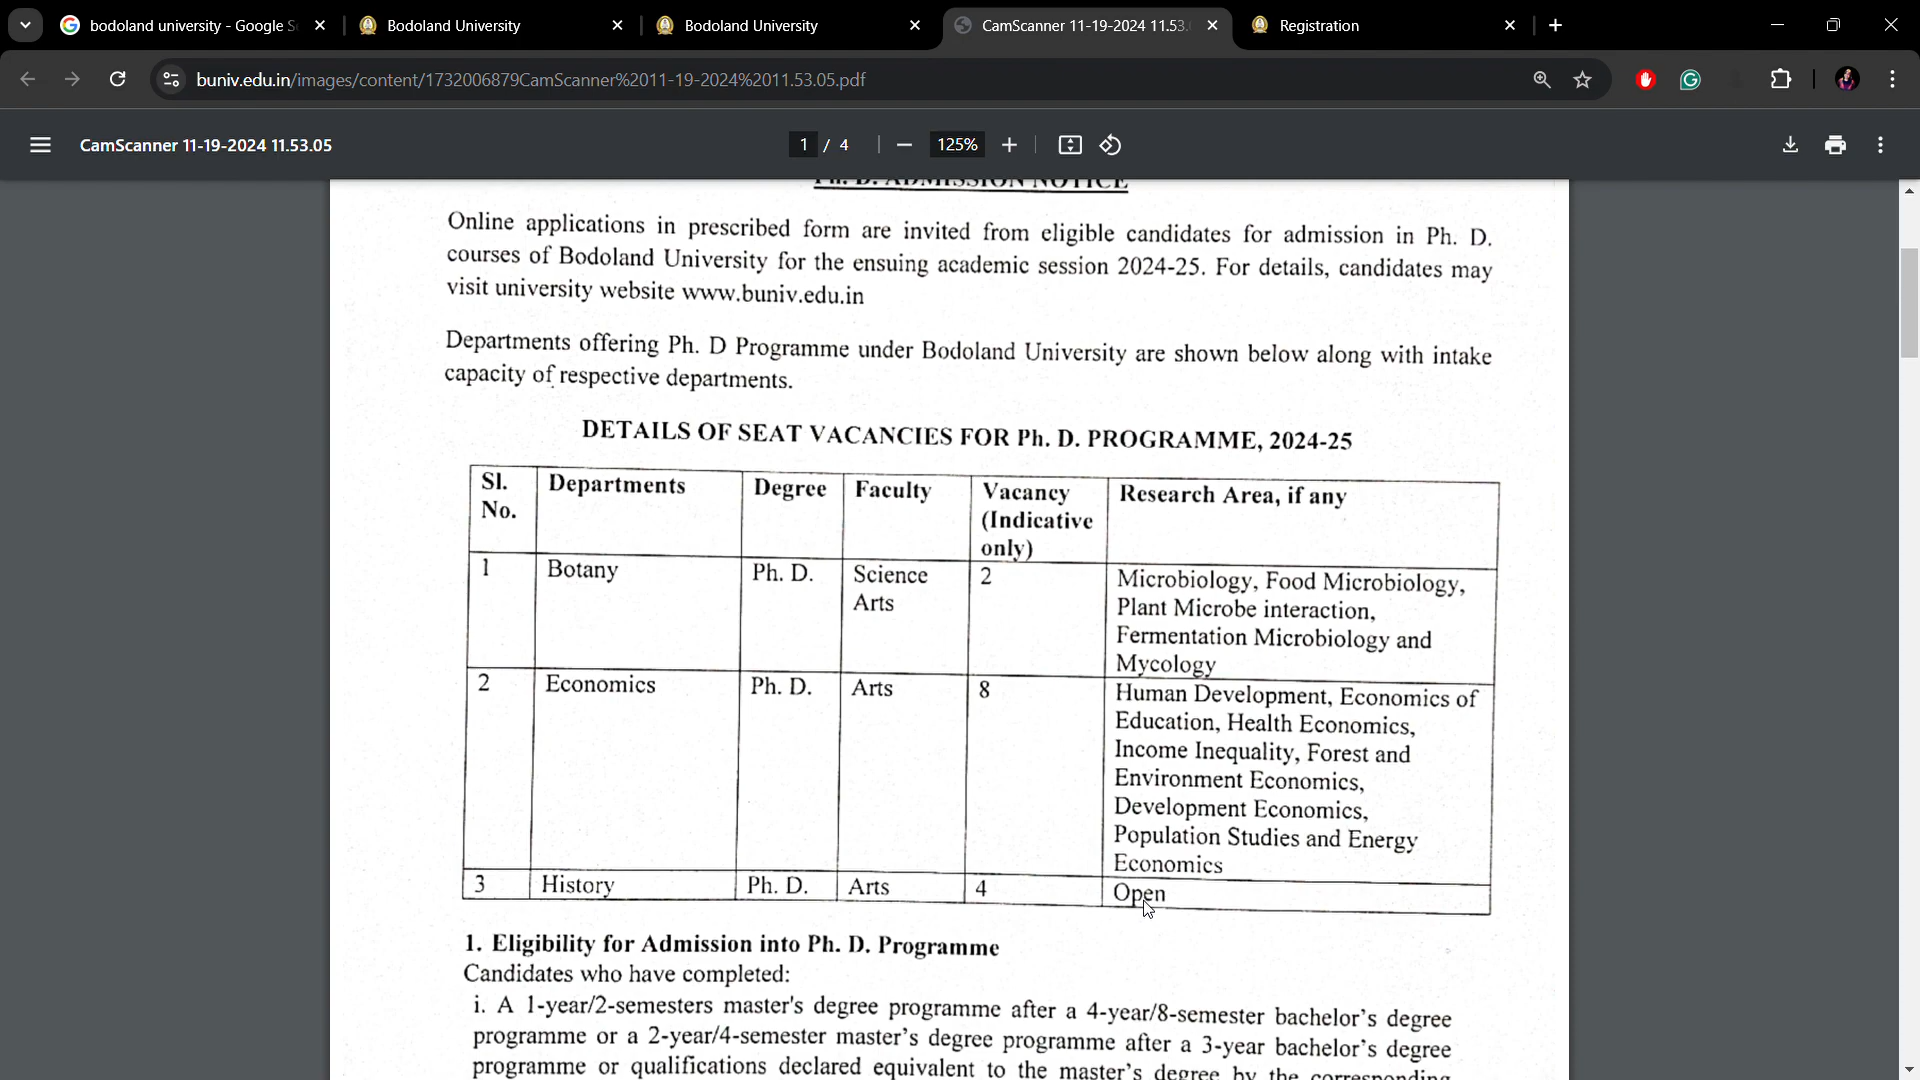 bodoland university - Google S
Bodoland University
Bodoland University
CamScanner 11-19-2024 11.53.
Registration
buniv.edu.in/images/content/1732006879CamScanner%2011-19-2024%2011.53.05.pdf
CamScanner 11-19-2024 11.53.05
1 / 4
125%
Ph. D. ADMISSION NOTICE
Online applications in prescribed form are invited from eligible candidates for admission in Ph. D.
courses of Bodoland University for the ensuing academic session 2024-25. For details, candidates may
visit university website www.buniv.edu.in
Departments offering Ph. D Programme under Bodoland University are shown below along with intake
capacity of respective departments.
DETAILS OF SEAT VACANCIES FOR Ph. D. PROGRAMME, 2024-25
Sl. No. Departments Degree Faculty Vacancy (Indicative only) Research Area, if any
1 Botany Ph. D. Science Arts 2 Microbiology, Food Microbiology,
Plant Microbe interaction,
Fermentation Microbiology and
Mycology
2 Economics Ph. D. Arts 8 Human Development, Economics of
Education, Health Economics,
Income Inequality, Forest and
Environment Economics,
Development Economics,
Population Studies and Energy
Economics
3 History Ph. D. Arts 4 Open
1. Eligibility for Admission into Ph. D. Programme
Candidates who have completed:
i. A 1-year/2-semesters master's degree programme after a 4-year/8-semester bachelor's degree
programme or a 2-year/4-semester master's degree programme after a 3-year bachelor's degree
programme or qualifications declared equivalent to the master's degree by the corresponding